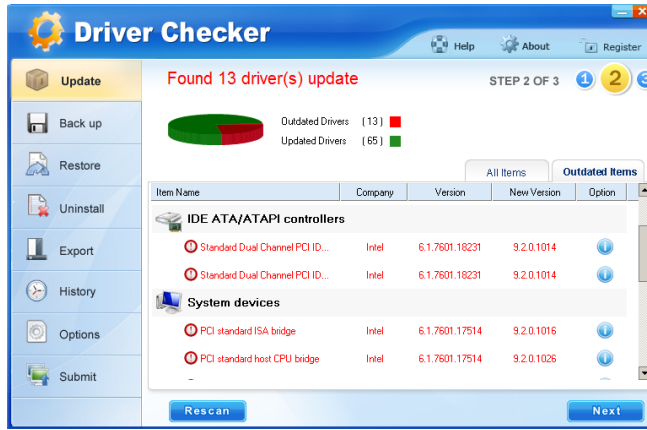 Driver Checker
Help About Register
Update
Back up
Restore
Uninstall
Export
History
Options
Submit
Found 13 driver(s) update STEP 2 OF 3 1 2 3
Outdated Drivers (13)
Updated Drivers (65)
All Items Outdated Items
Item Name Company Version New Version Option
IDE ATA/ATAPI controllers
Standard Dual Channel PCI ID... Intel 6.1.7601.18231 9.2.0.1014
Standard Dual Channel PCI ID... Intel 6.1.7601.18231 9.2.0.1014
System devices
PCI standard ISA bridge Intel 6.1.7601.17514 9.2.0.1016
PCI standard host CPU bridge Intel 6.1.7601.17514 9.2.0.1026
Rescan Next